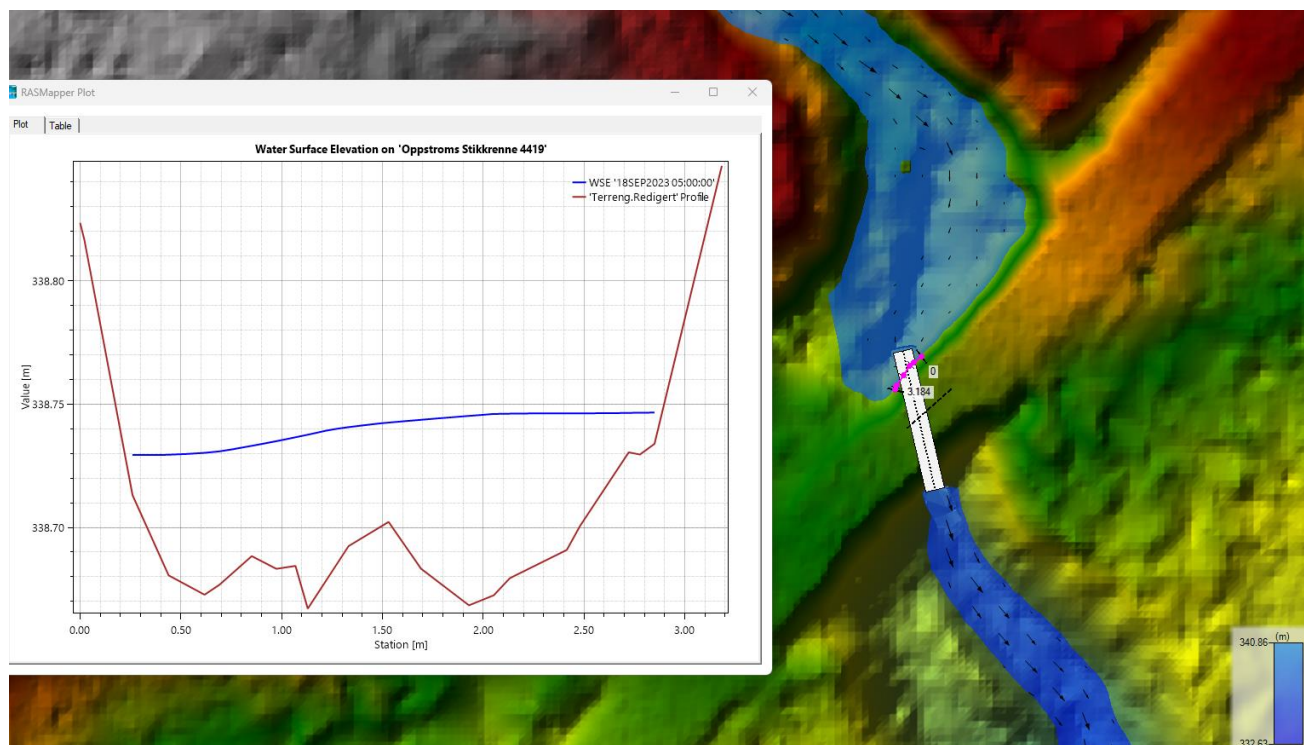 RASMapper Plot
Plot Table
Water Surface Elevation on 'Oppstroms Stikkrenne 4419'
WSE '18SEP2023 05:00:00'
'Terreng.Redigert' Profile
Value [m]
338.80
338.75
338.70
0.00 0.50 1.00 1.50 2.00 2.50 3.00
Station [m]
0
3.184
340.86 (m)
332.63